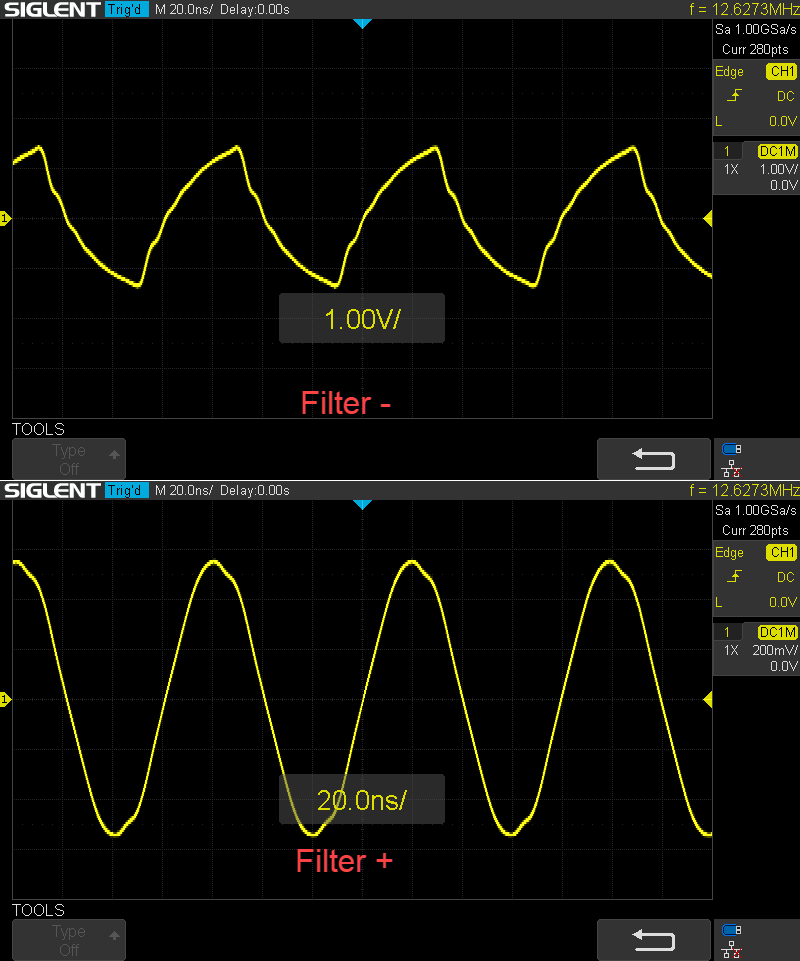 SIGLENT Trig'd M 20.0ns/ Delay:0.00s f = 12.6273MHz
Sa 1.00GSa/s
Curr 280pts
Edge CH1
DC
L 0.0V
1 DC1M
1X 1.00V/
0.0V
1
1.00V/
Filter -
TOOLS
Type
Off
SIGLENT Trig'd M 20.0ns/ Delay:0.00s f = 12.6273MHz
Sa 1.00GSa/s
Curr 280pts
Edge CH1
DC
L 0.0V
1 DC1M
1X 200mV/
0.0V
1
20.0ns/
Filter +
TOOLS
Type
Off